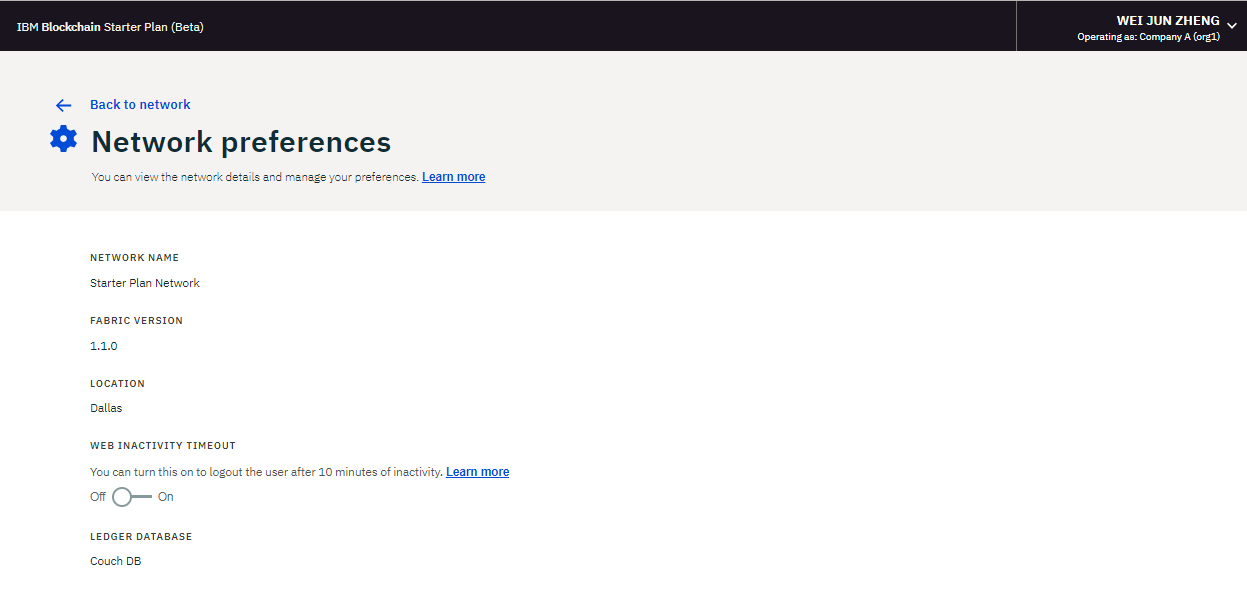 IBM Blockchain Starter Plan (Beta)
WEI JUN ZHENG
Operating as: Company A (org1)
Back to network
Network preferences
You can view the network details and manage your preferences. Learn more
NETWORK NAME
Starter Plan Network
FABRIC VERSION
1.1.0
LOCATION
Dallas
WEB INACTIVITY TIMEOUT
You can turn this on to logout the user after 10 minutes of inactivity. Learn more
Off On
LEDGER DATABASE
Couch DB